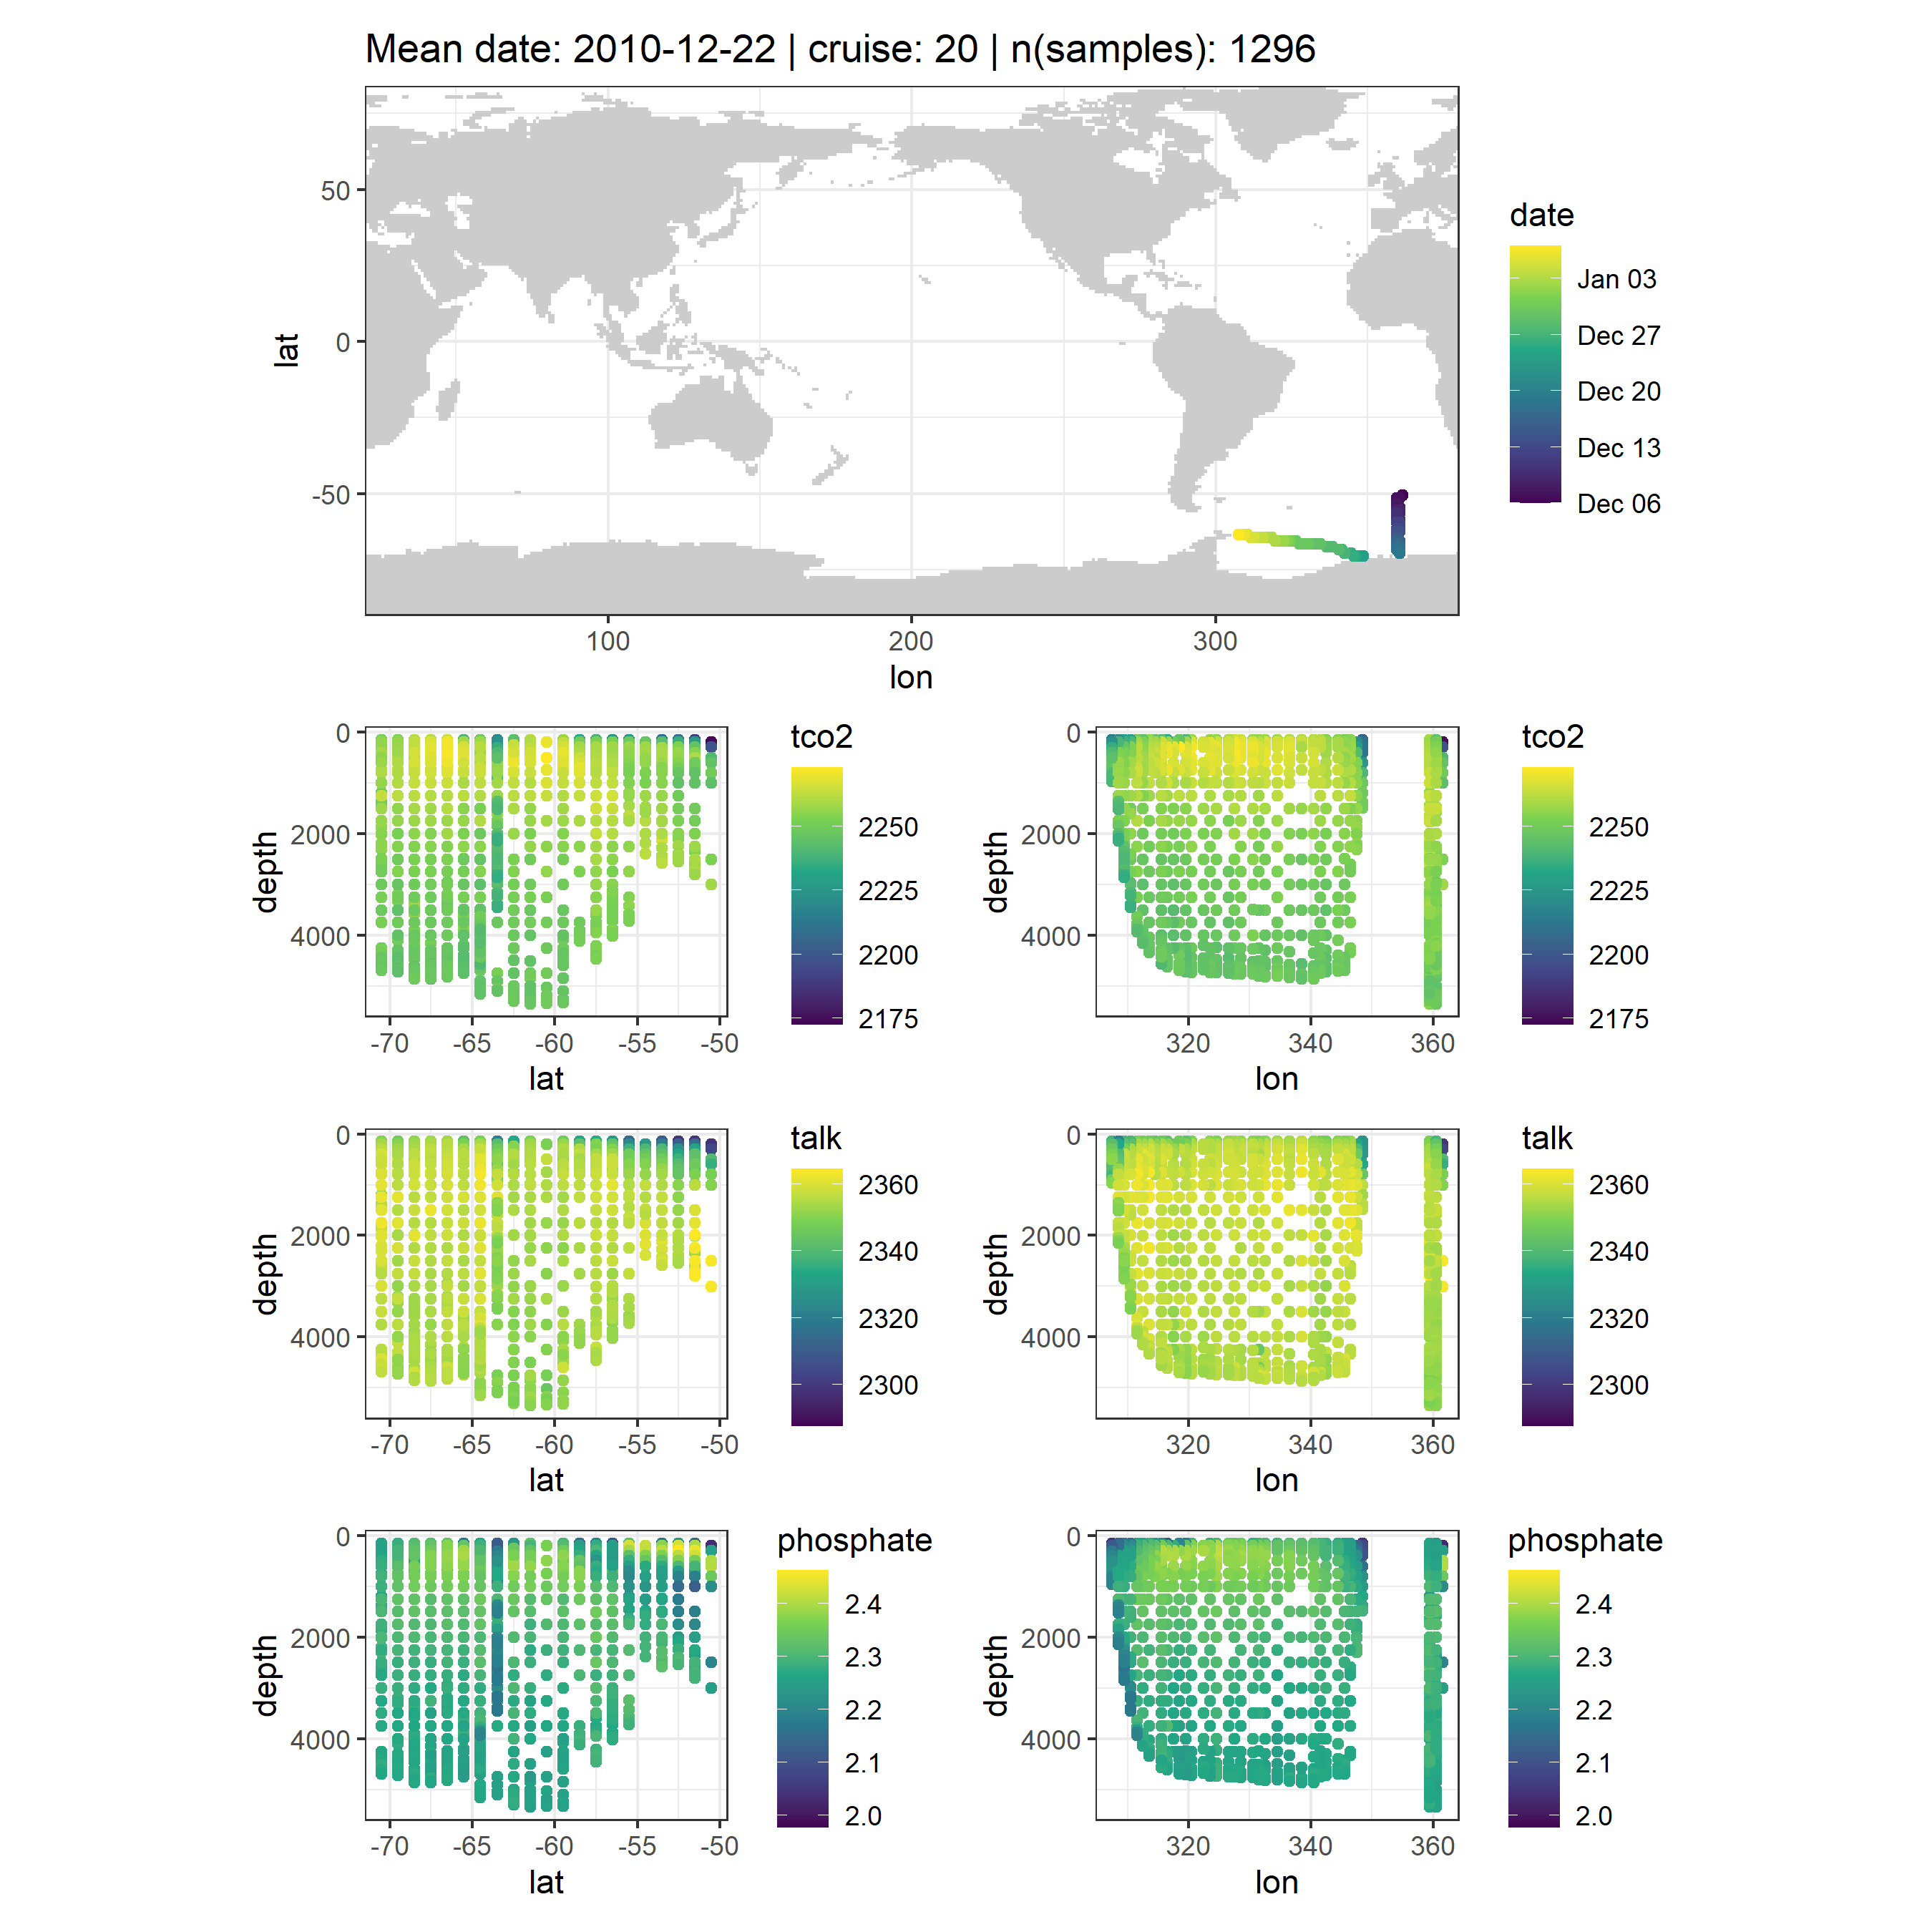 Mean date: 2010-12-22 | cruise: 20 | n(samples): 1296
50
0
-50
lat
100
200
300
lon
date
Jan 03
Dec 27
Dec 20
Dec 13
Dec 06
0
2000
4000
depth
-70
-65
-60
-55
-50
lat
tco2
2250
2225
2200
2175
0
2000
4000
depth
320
340
360
lon
tco2
2250
2225
2200
2175
0
2000
4000
depth
-70
-65
-60
-55
-50
lat
talk
2360
2340
2320
2300
0
2000
4000
depth
320
340
360
lon
talk
2360
2340
2320
2300
0
2000
4000
depth
-70
-65
-60
-55
-50
lat
phosphate
2.4
2.3
2.2
2.1
2.0
0
2000
4000
depth
320
340
360
lon
phosphate
2.4
2.3
2.2
2.1
2.0